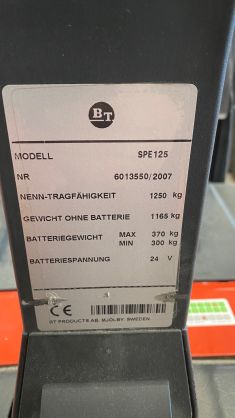 BT
MODELL SPE125
NR 6013550/2007
NENN-TRAGFÄHIGKEIT 1250 kg
GEWICHT OHNE BATTERIE 1165 kg
BATTERIEGEWICHT MAX 370 kg
MIN 300 kg
BATTERIESPANNUNG 24 V
CE
BT PRODUCTS AB, MJÖLBY, SWEDEN